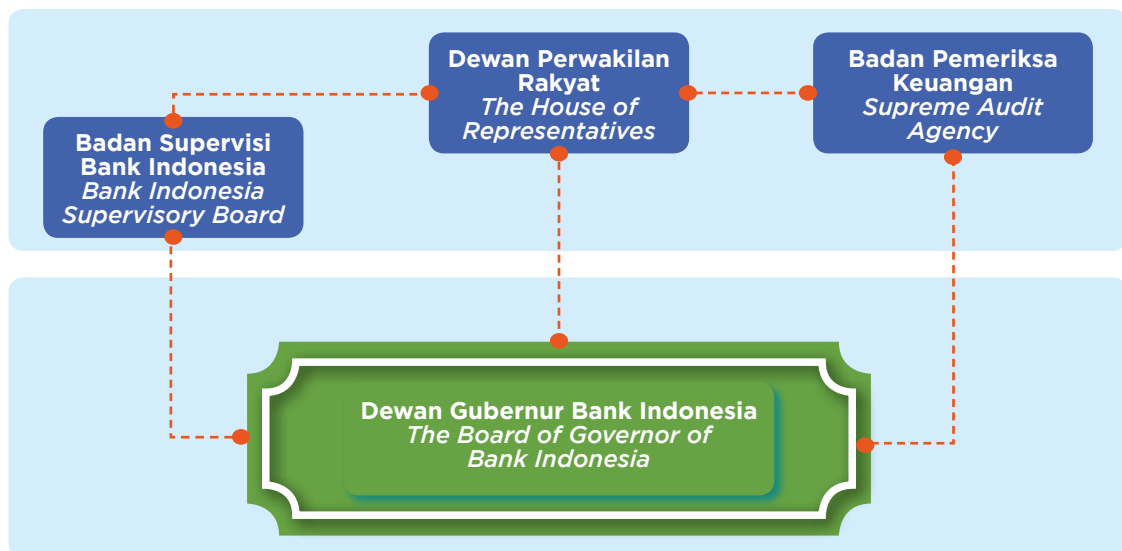 Dewan Perwakilan
Rakyat
The House of
Representatives
Badan Pemeriksa
Keuangan
Supreme Audit
Agency
Badan Supervisi
Bank Indonesia
Bank Indonesia
Supervisory Board
Dewan Gubernur Bank Indonesia
The Board of Governor of
Bank Indonesia